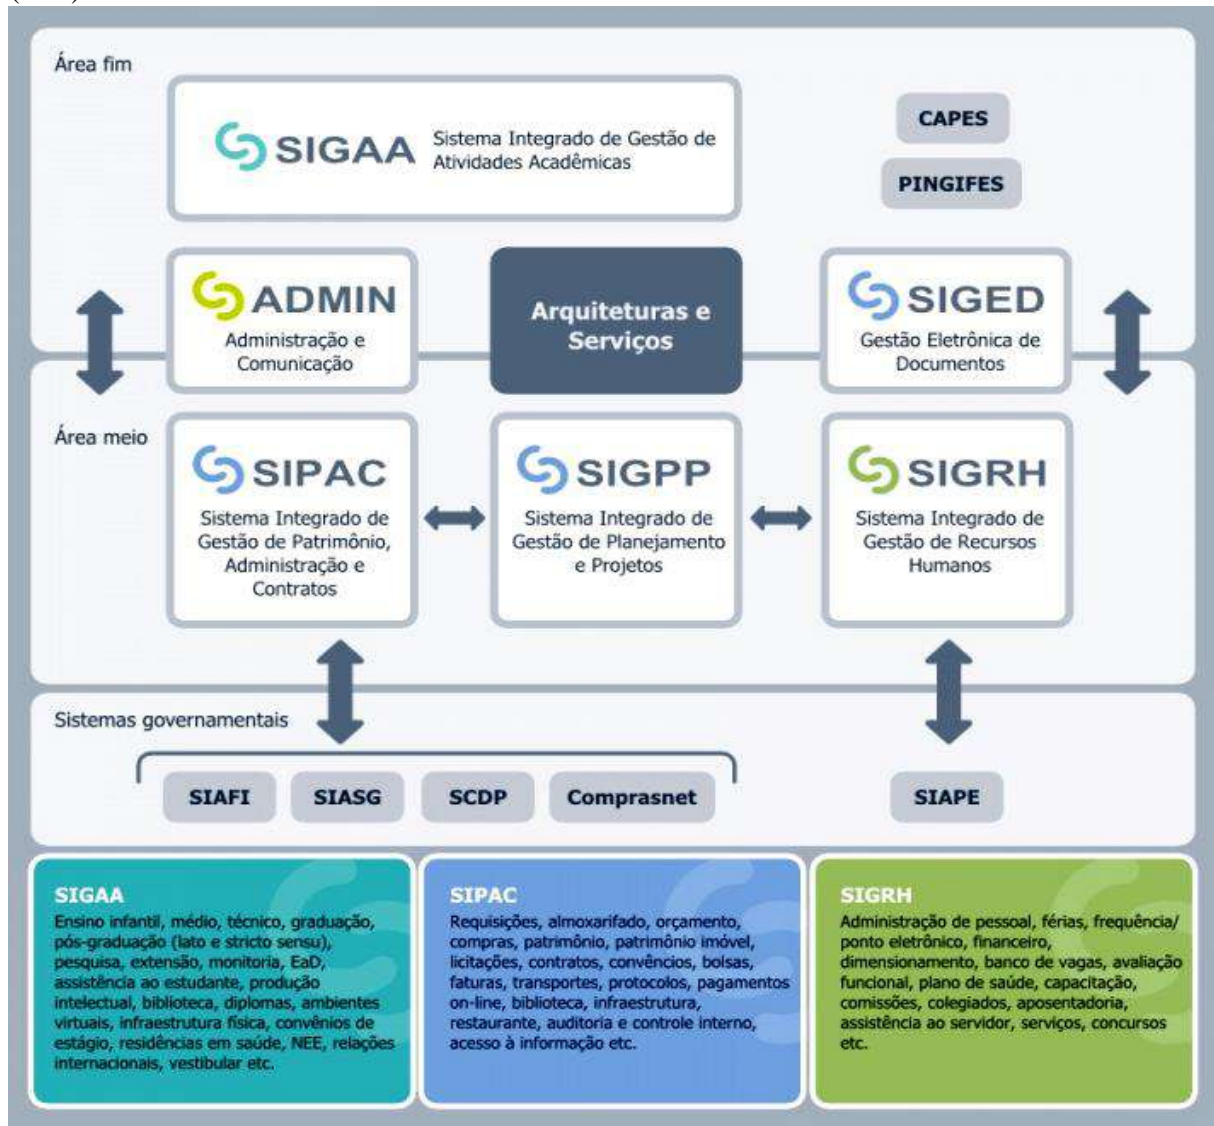 Área fim
SIGAA
Sistema Integrado de Gestão de
Atividades Acadêmicas
CAPES
PINGIFES
ADMIN
Administração e
Comunicação
Arquiteturas e
Serviços
SIGED
Gestão Eletrônica de
Documentos
Área meio
SIPAC
Sistema Integrado de
Gestão de Patrimônio,
Administração e
Contratos
SIGPP
Sistema Integrado de
Gestão de Planejamento
e Projetos
SIGRH
Sistema Integrado de
Gestão de Recursos
Humanos
Sistemas governamentais
SIAFI
SIASG
SCDP
Comprasnet
SIAPE
SIGAA
Ensino infantil, médio, técnico, graduação,
pós-graduação (lato e stricto sensu),
pesquisa, extensão, monitoria, EaD,
assistência ao estudante, produção
intelectual, biblioteca, diplomas, ambientes
virtuais, infraestrutura física, convênios de
estágio, residências em saúde, NEE, relações
internacionais, vestibular etc.
SIPAC
Requisições, almoxarifado, orçamento,
compras, patrimônio, patrimônio imóvel,
licitações, contratos, convêncios, bolsas,
faturas, transportes, protocolos, pagamentos
on-line, biblioteca, infraestrutura,
restaurante, auditoria e controle interno,
acesso à informação etc.
SIGRH
Administração de pessoal, férias, frequência/
ponto eletrônico, financeiro,
dimensionamento, banco de vagas, avaliação
funcional, plano de saúde, capacitação,
comissões, colegiados, aposentadoria,
assistência ao servidor, serviços, concursos
etc.